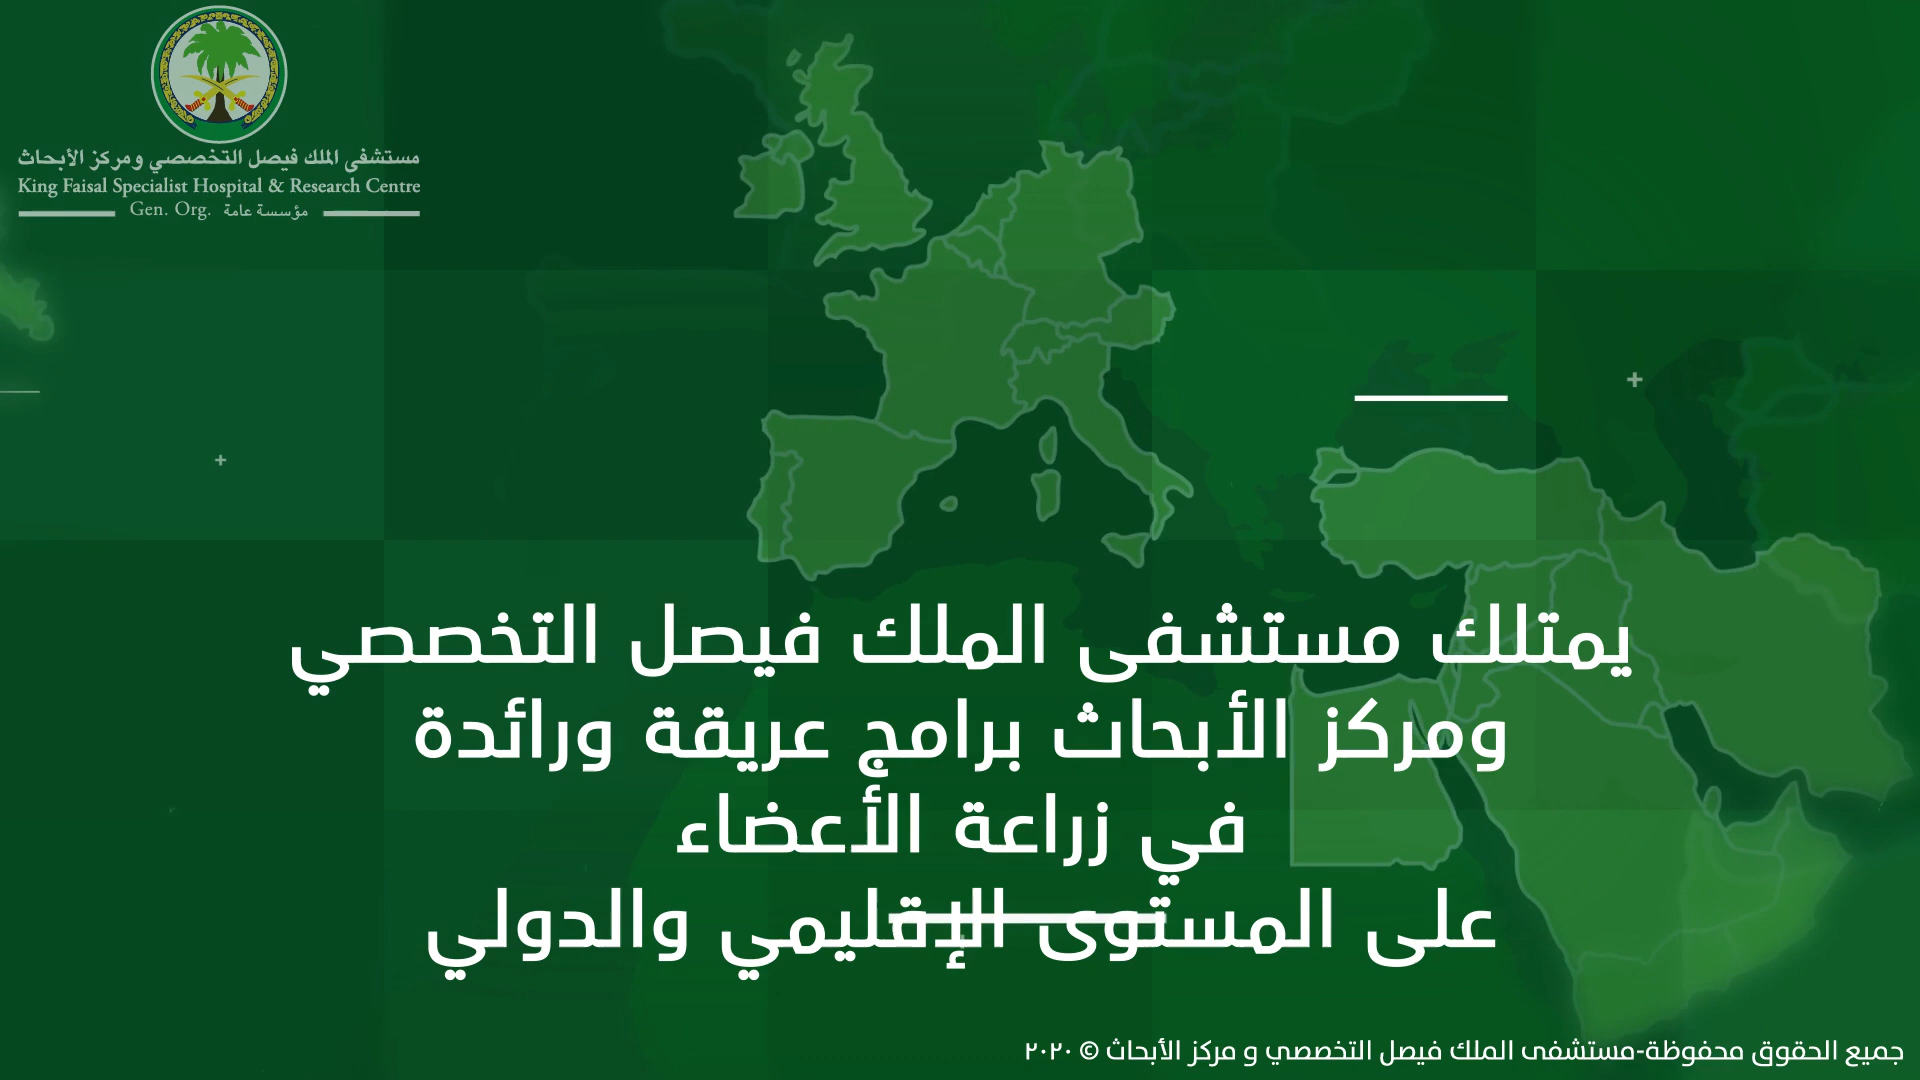 مستشفى الملك فيصل التخصصي ومركز الأبحاث
King Faisal Specialist Hospital & Research Centre
Gen. Org. مؤسسة عامة
يمتلك مستشفى الملك فيصل التخصصي
ومركز الأبحاث برامج عريقة ورائدة
في زراعة الأعضاء
على المستوى الإقليمي والدولي
جميع الحقوق محفوظة-مستشفى الملك فيصل التخصصي و مركز الأبحاث © ٢٠٢٠